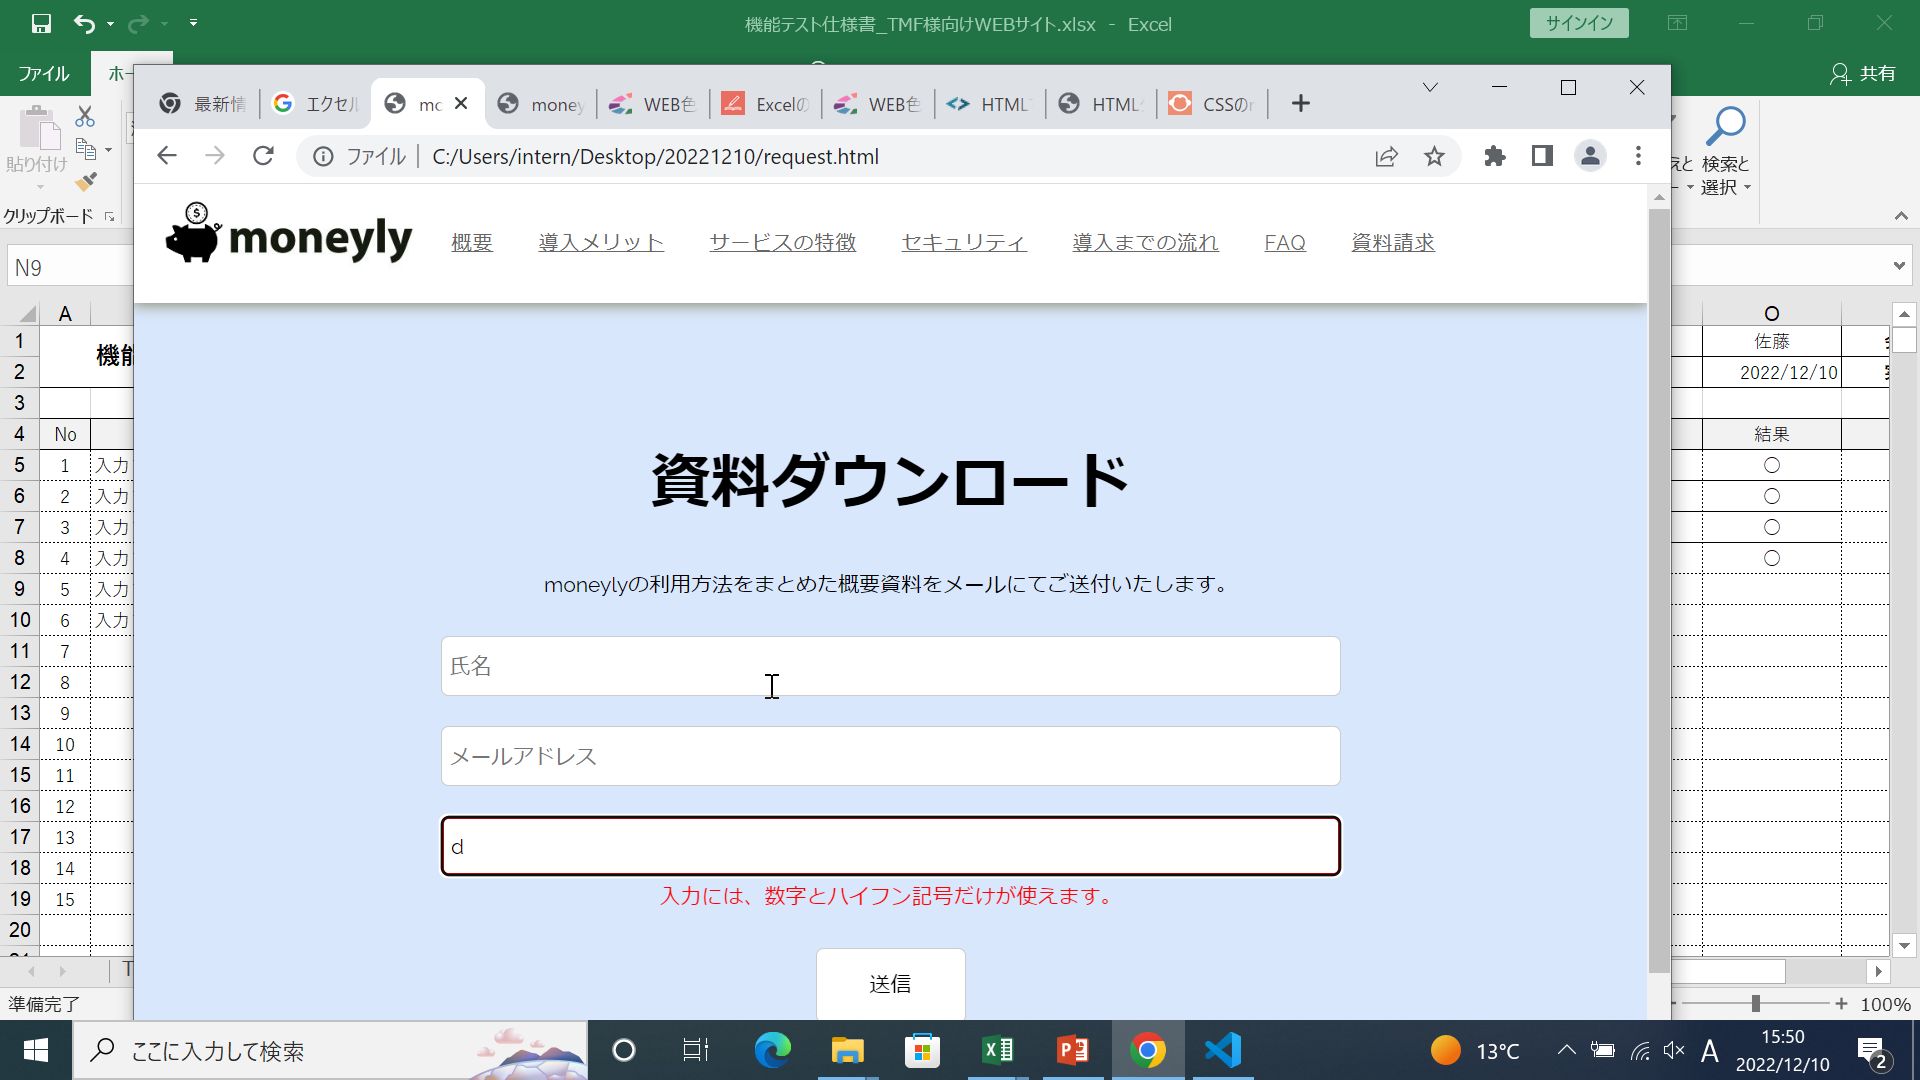 機能テスト仕様書_TMF様向けWEBサイト.xlsx - Excel
サインイン
ファイル
ホー
共有
最新情
エクセル
mo
money
WEB色
Excelの
WEB色
HTML
HTML
CSSの
ファイル C:/Users/intern/Desktop/20221210/request.html
貼り付け
クリップボード
検索と
選択
N9
moneyly
概要 導入メリット サービスの特徴 セキュリティ 導入までの流れ FAQ 資料請求
A
O
1 機能 佐藤
2 2022/12/10
3
4 No 結果
5 1 入力 ○
6 2 入力 ○
7 3 入力 ○
8 4 入力 ○
9 5 入力
10 6 入力
11 7
12 8
13 9
14 10
15 11
16 12
17 13
18 14
19 15
20
資料ダウンロード
moneylyの利用方法をまとめた概要資料をメールにてご送付いたします。
氏名
メールアドレス
d
入力には、数字とハイフン記号だけが使えます。
送信
準備完了
100%
ここに入力して検索
13°C
A
15:50
2022/12/10
2